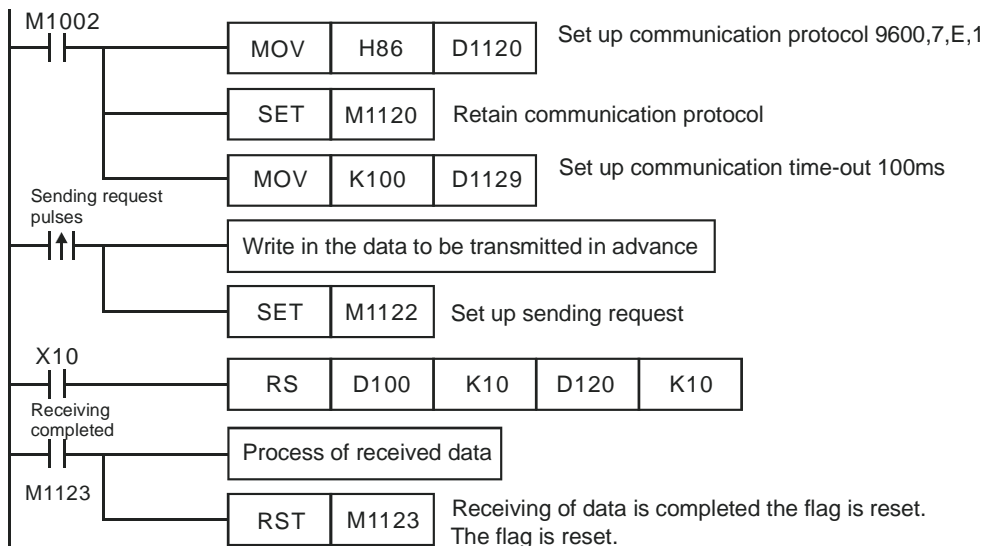 M1002
MOV H86 D1120 Set up communication protocol 9600,7,E,1
SET M1120 Retain communication protocol
MOV K100 D1129 Set up communication time-out 100ms
Sending request
pulses
Write in the data to be transmitted in advance
SET M1122 Set up sending request
X10
RS D100 K10 D120 K10
Receiving
completed
Process of received data
M1123
RST M1123 Receiving of data is completed the flag is reset.
The flag is reset.